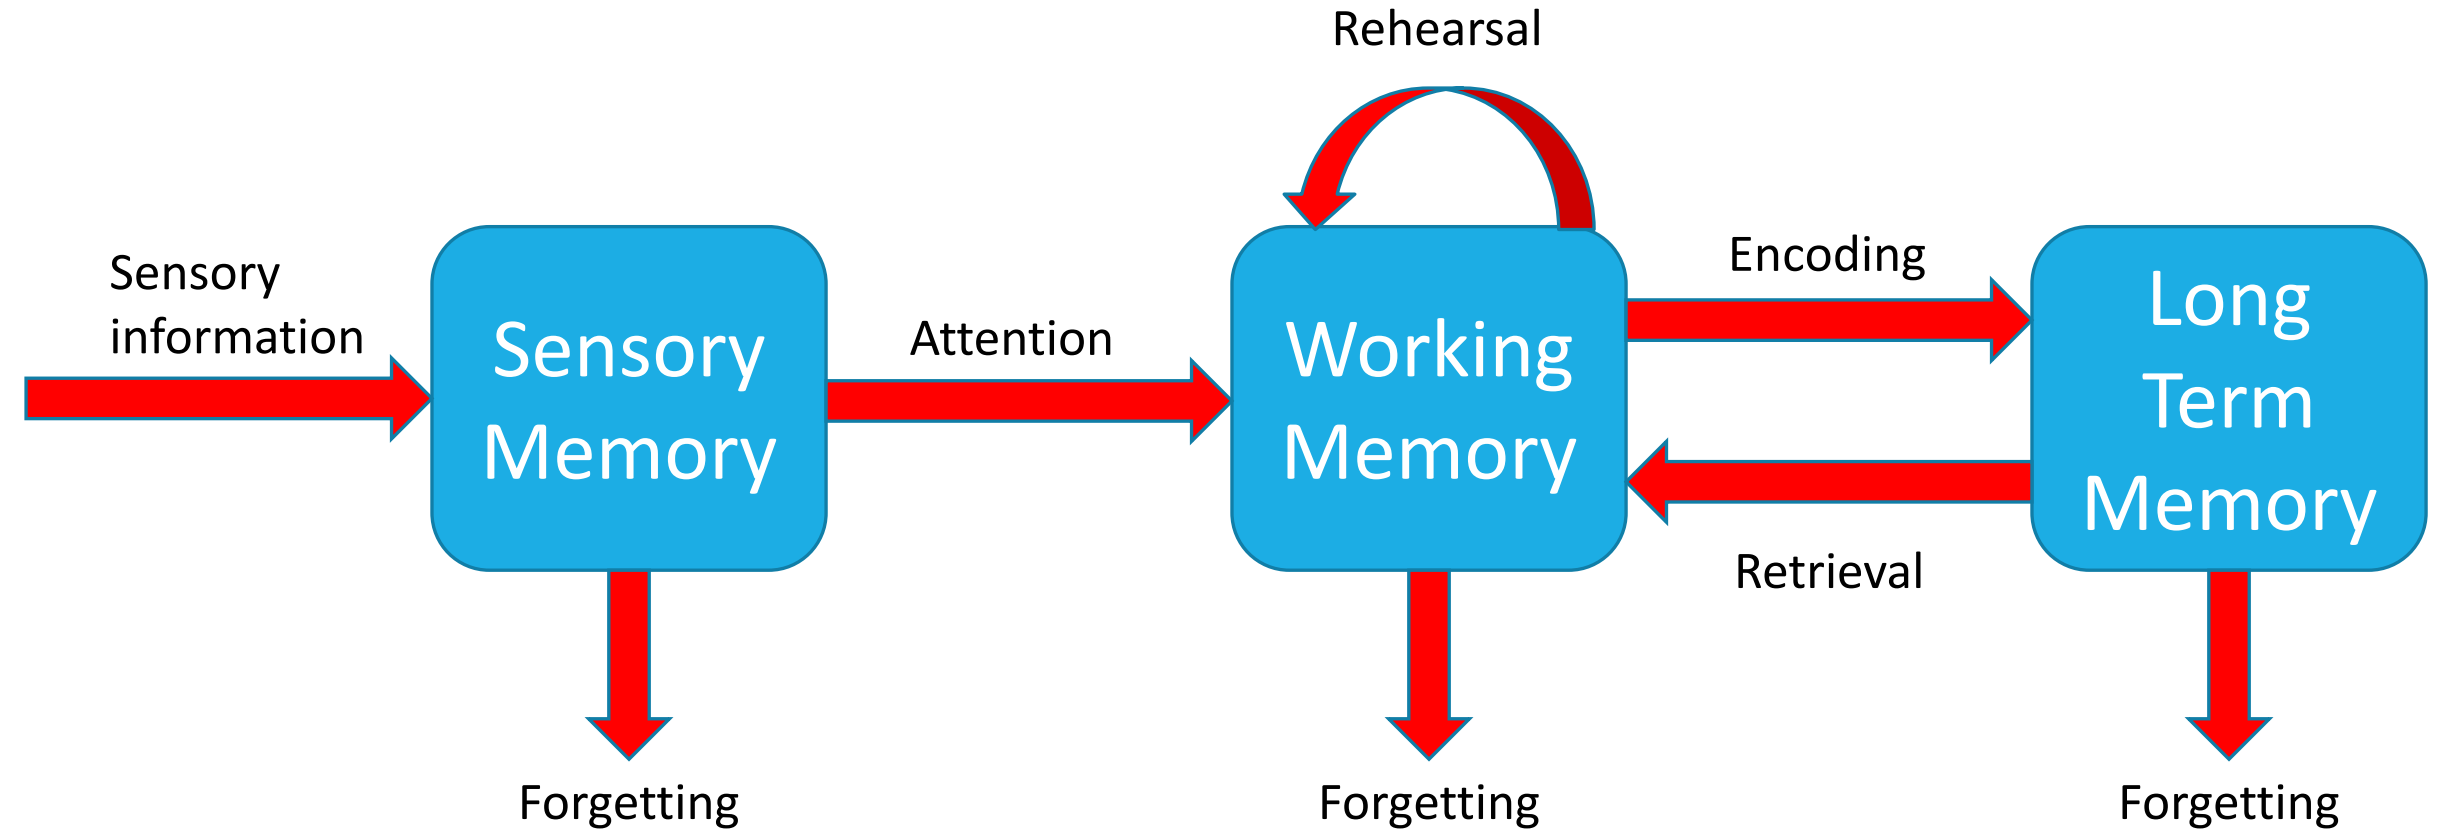 Rehearsal
Sensory
information
Sensory
Memory
Attention
Working
Memory
Encoding
Retrieval
Long
Term
Memory
Forgetting
Forgetting
Forgetting